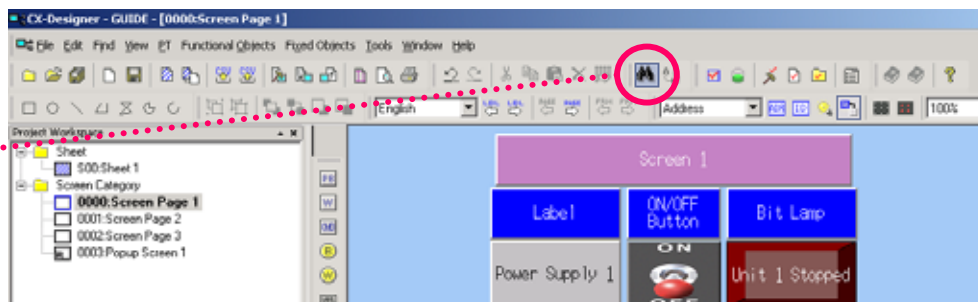 CX-Designer - GUIDE - [0000:Screen Page 1]
File Edit Find View PT Functional Objects Fixed Objects Tools Window Help
English Address 100%
Project Workspace
Sheet
S00:Sheet 1
Screen Category
0000:Screen Page 1
0001:Screen Page 2
0002:Screen Page 3
0003:Popup Screen 1
PB
W
W
Screen 1
Label
ON/OFF
Button
Bit Lamp
ON
Power Supply 1
Unit 1 Stopped
OFF